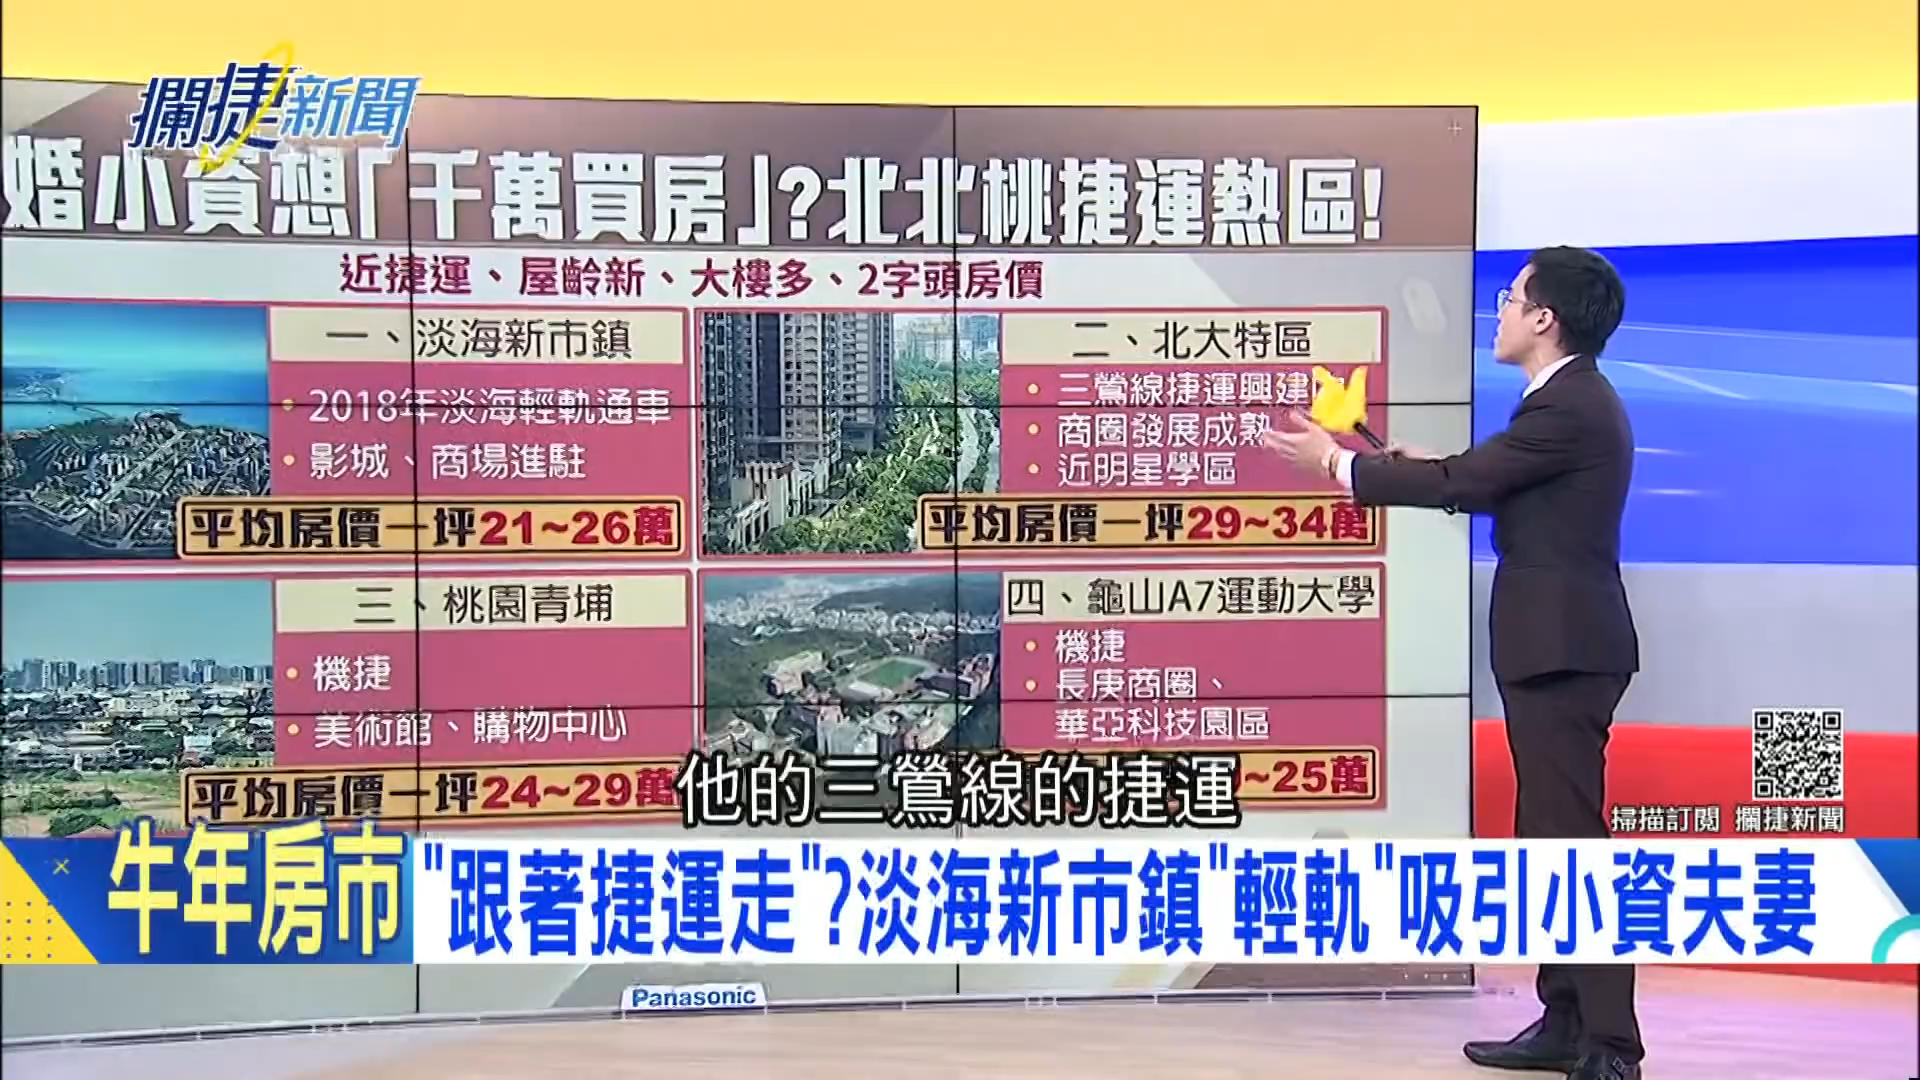 攔捷新聞
婚小資想「千萬買房」?北北桃捷運熱區!
近捷運、屋齡新、大樓多、2字頭房價
一、淡海新市鎮
2018年淡海輕軌通車
影城、商場進駐
平均房價一坪21~26萬
二、北大特區
三鶯線捷運興建
商圈發展成熟
近明星學區
平均房價一坪29~34萬
三、桃園青埔
機捷
美術館、購物中心
平均房價一坪24~29萬
四、龜山A7運動大學
機捷
長庚商圈、
華亞科技園區
~25萬
他的三鶯線的捷運
掃描訂閱 攔捷新聞
牛年房市
"跟著捷運走"?淡海新市鎮"輕軌"吸引小資夫妻
Panasonic